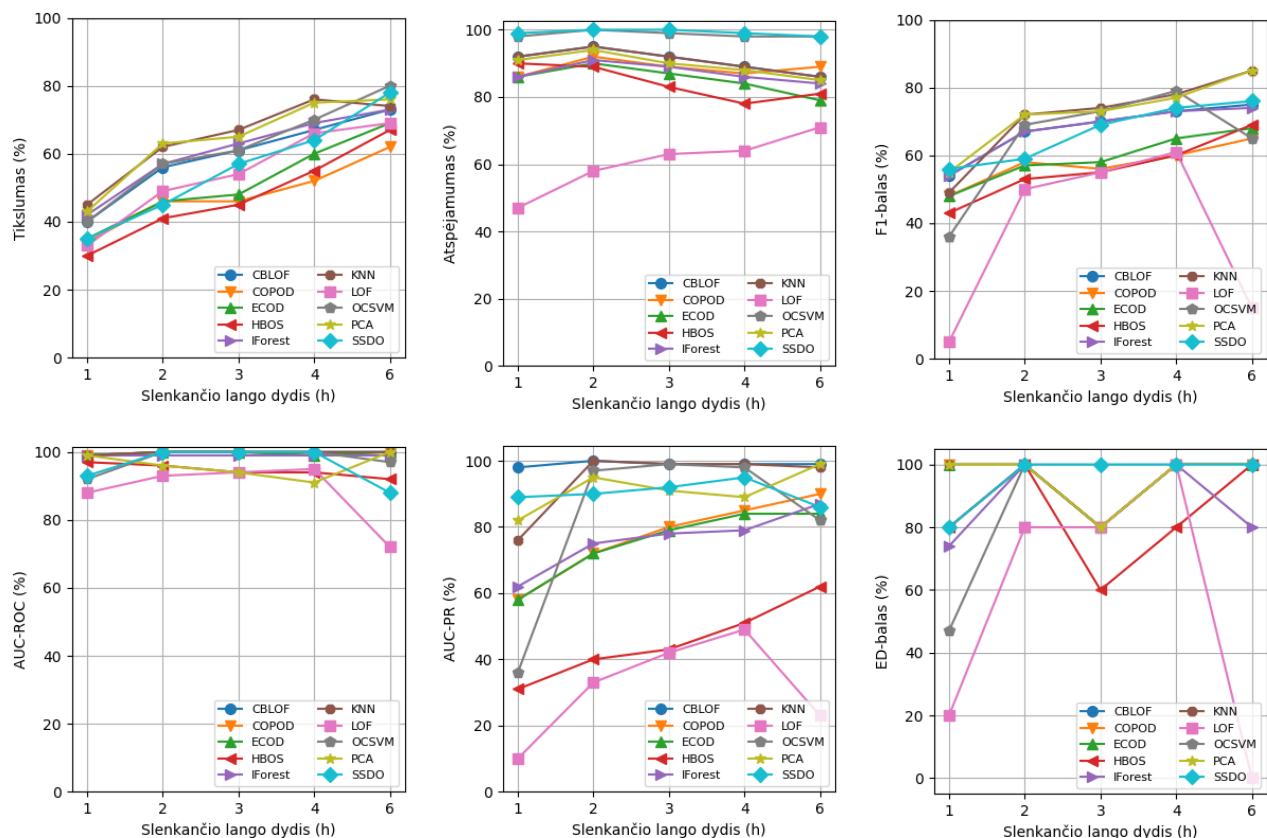 Tikslumas (%)
100
80
60
40
20
0
CBLOF KNN
COPOD LOF
ECOD OCSVM
HBOS PCA
IForest SSDO
1 2 3 4 6
Slenkančio lango dydis (h)
Atspėjamumas (%)
100
80
60
40
20
0
CBLOF KNN
COPOD LOF
ECOD OCSVM
HBOS PCA
IForest SSDO
1 2 3 4 6
Slenkančio lango dydis (h)
F1-balas (%)
100
80
60
40
20
0
CBLOF KNN
COPOD LOF
ECOD OCSVM
HBOS PCA
IForest SSDO
1 2 3 4 6
Slenkančio lango dydis (h)
AUC-ROC (%)
100
80
60
40
20
0
CBLOF KNN
COPOD LOF
ECOD OCSVM
HBOS PCA
IForest SSDO
1 2 3 4 6
Slenkančio lango dydis (h)
AUC-PR (%)
100
80
60
40
20
0
CBLOF KNN
COPOD LOF
ECOD OCSVM
HBOS PCA
IForest SSDO
1 2 3 4 6
Slenkančio lango dydis (h)
ED-balas (%)
100
80
60
40
20
0
CBLOF KNN
COPOD LOF
ECOD OCSVM
HBOS PCA
IForest SSDO
1 2 3 4 6
Slenkančio lango dydis (h)